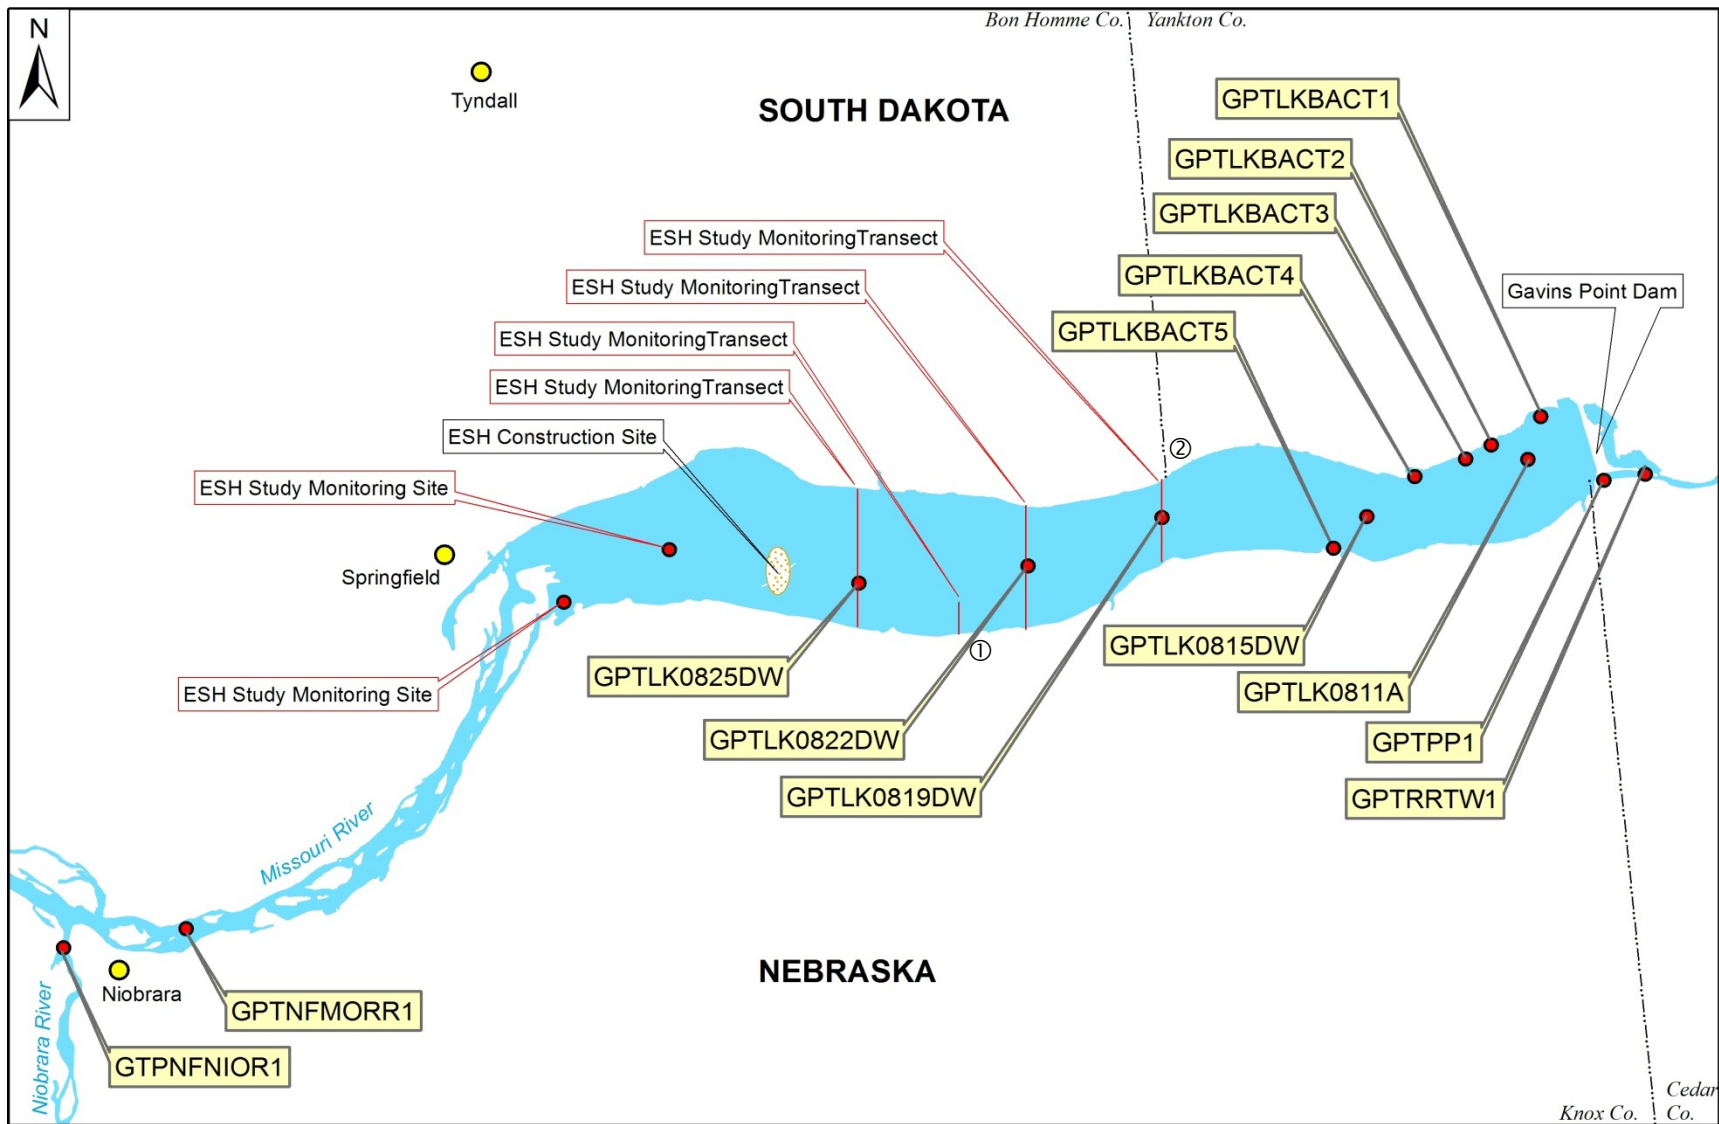 Bon Homme Co. Yankton Co.
N
Tyndall
SOUTH DAKOTA
GPTLKBACT1
GPTLKBACT2
GPTLKBACT3
ESH Study MonitoringTransect
GPTLKBACT4
ESH Study MonitoringTransect
Gavins Point Dam
GPTLKBACT5
ESH Study MonitoringTransect
ESH Study MonitoringTransect
ESH Construction Site
②
ESH Study Monitoring Site
Springfield
①
GPTLK0815DW
GPTLK0825DW
ESH Study Monitoring Site
GPTLK0811A
GPTLK0822DW
GPTPP1
GPTLK0819DW
GPTRRTW1
Missouri River
NEBRASKA
Niobrara
GPTNFMORR1
Niobrara River
GTPNFNIOR1
Knox Co.
Cedar
Co.